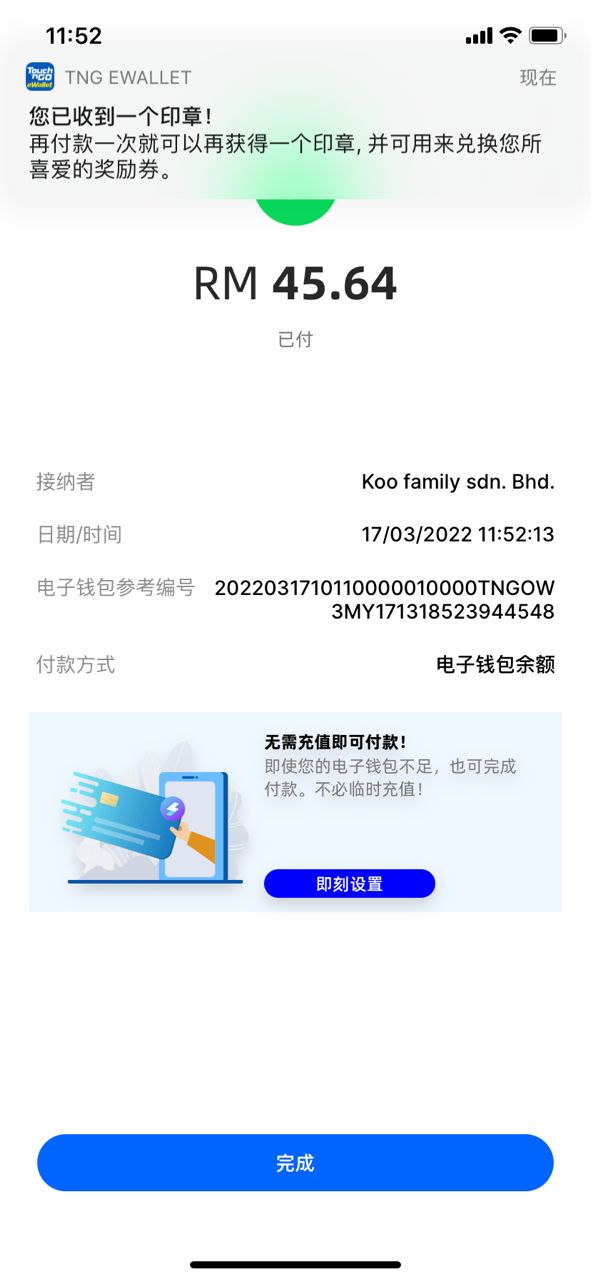 11:52
Touch 'nGO eWallet
TNG EWALLET
现在
您已收到一个印章！
再付款一次就可以再获得一个印章, 并可用来兑换您所
喜爱的奖励券。
RM 45.64
已付
接纳者
Koo family sdn. Bhd.
日期/时间
17/03/2022 11:52:13
电子钱包参考编号
2022031710110000010000TNGOW
3MY171318523944548
付款方式
电子钱包余额
无需充值即可付款！
即使您的电子钱包不足，也可完成
付款。不必临时充值！
即刻设置
完成